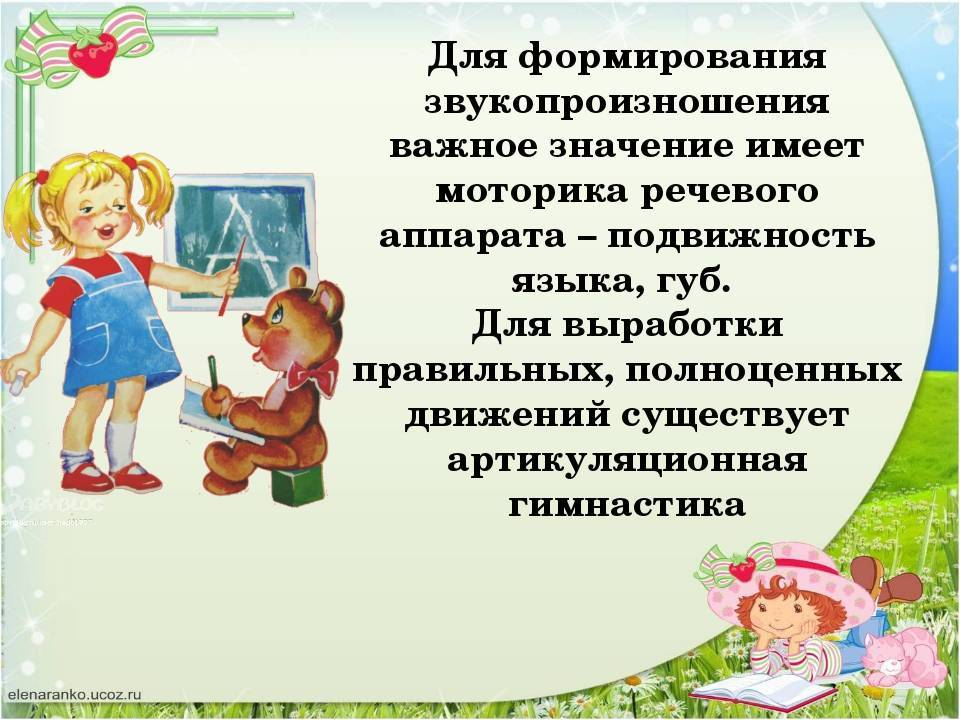 Для формирования
звукопроизношения
важное значение имеет
моторика речевого
аппарата – подвижность
языка, губ.
Для выработки
правильных, полноценных
движений существует
артикуляционная
гимнастика
А
BABYBLOG
elenaranko.ucoz.ru